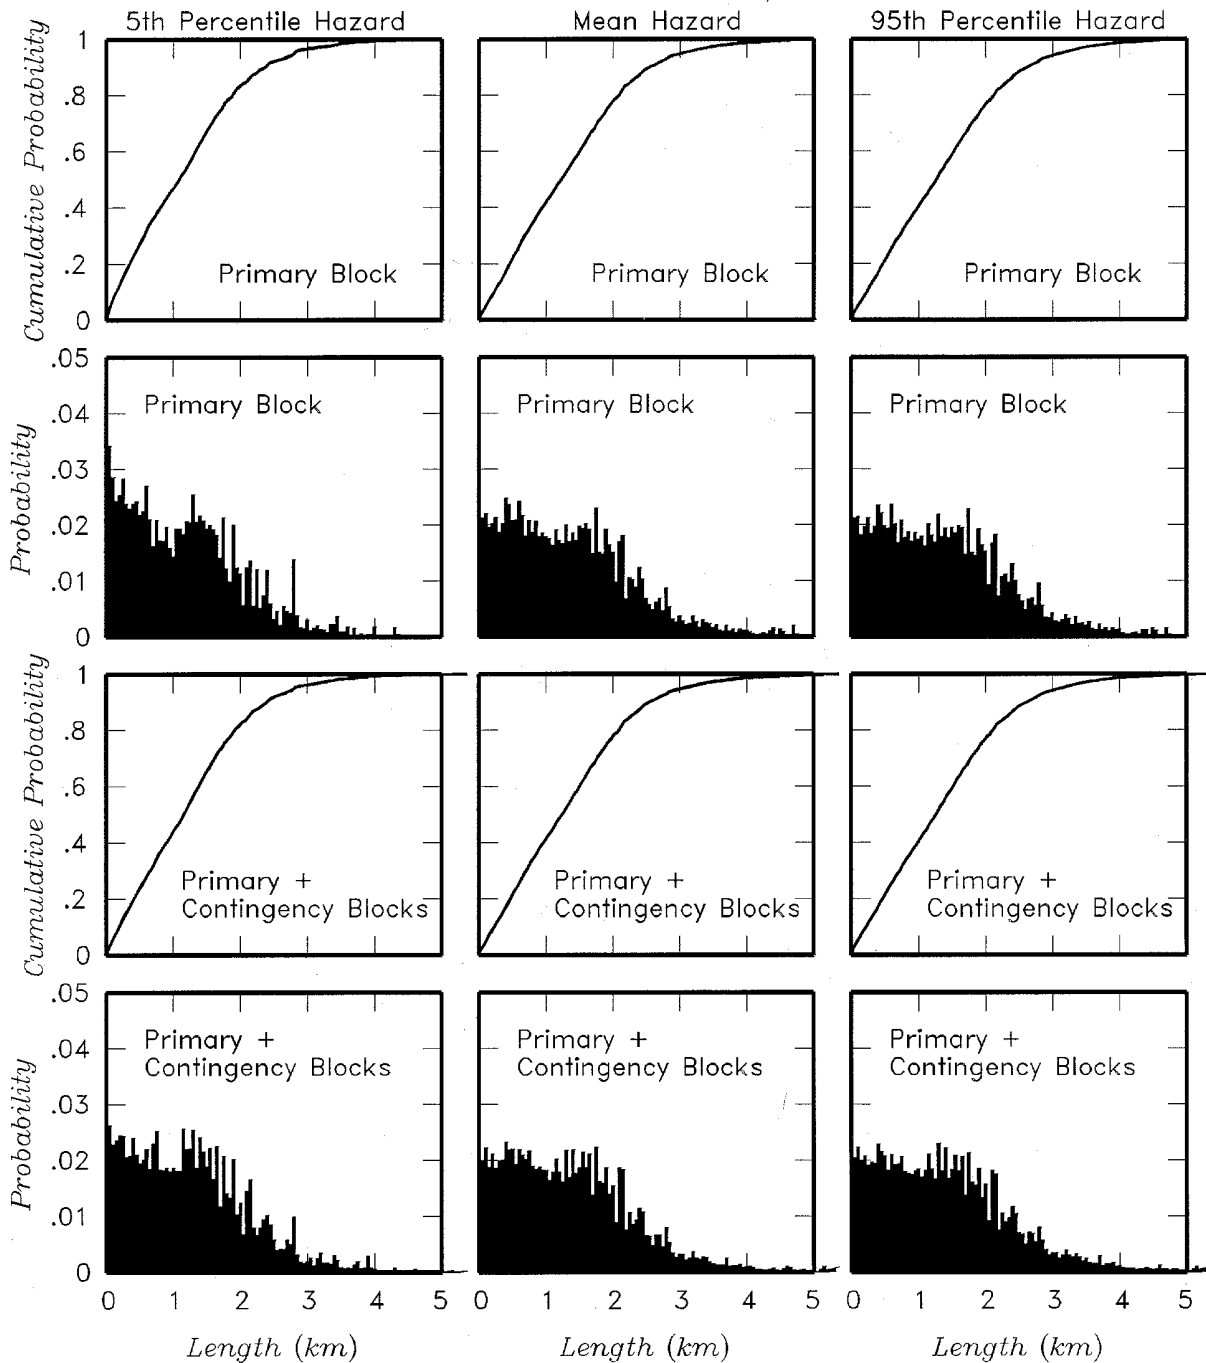 5th Percentile Hazard
Mean Hazard
95th Percentile Hazard
Cumulative Probability
1
.8
.6
.4
.2
0
Primary Block
Primary Block
Primary Block
Probability
.05
.04
.03
.02
.01
0
Primary Block
Primary Block
Primary Block
Cumulative Probability
1
.8
.6
.4
.2
0
Primary +
Contingency Blocks
Primary +
Contingency Blocks
Primary +
Contingency Blocks
Probability
.05
.04
.03
.02
.01
0
Primary +
Contingency Blocks
Primary +
Contingency Blocks
Primary +
Contingency Blocks
0 1 2 3 4 5
0 1 2 3 4 5
0 1 2 3 4 5
Length (km)
Length (km)
Length (km)